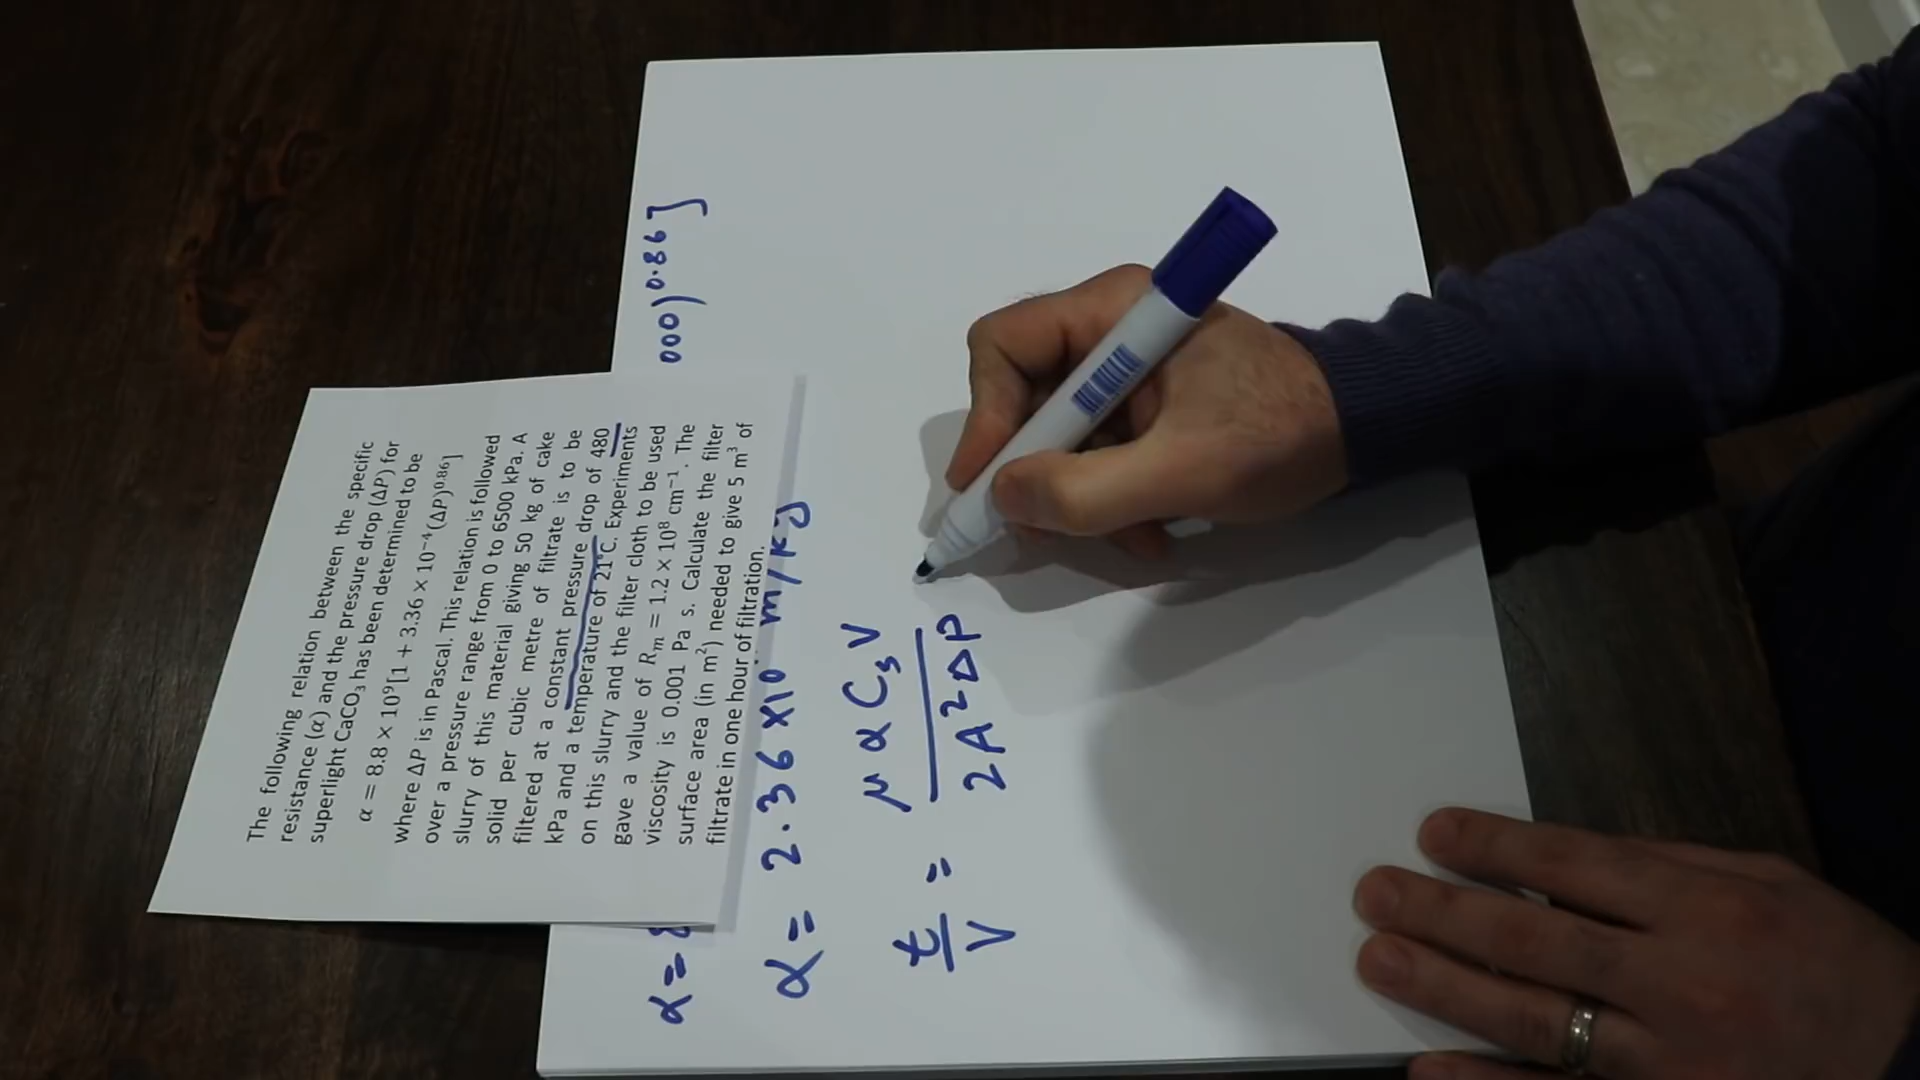 The following relation between the specific
resistance (α) and the pressure drop (ΔP) for
superlight CaCO₃ has been determined to be
α = 8.8 × 10⁹[1 + 3.36 × 10⁻⁴(ΔP)⁰·⁸⁶]
where ΔP is in Pascal. This relation is followed
over a pressure range from 0 to 6500 kPa. A
slurry of this material giving 50 kg of cake
solid per cubic metre of filtrate is to be
filtered at a constant pressure drop of 480
kPa and a temperature of 21°C. Experiments
on this slurry and the filter cloth to be used
gave a value of Rₘ = 1.2 × 10⁸ cm⁻¹. The
viscosity is 0.001 Pa s. Calculate the filter
surface area (in m²) needed to give 5 m³ of
filtrate in one hour of filtration.
α = 000)⁰·⁸⁶]
α = 2.36 ×10 m/kg
t/V = μ α Cₛ V / 2A²ΔP